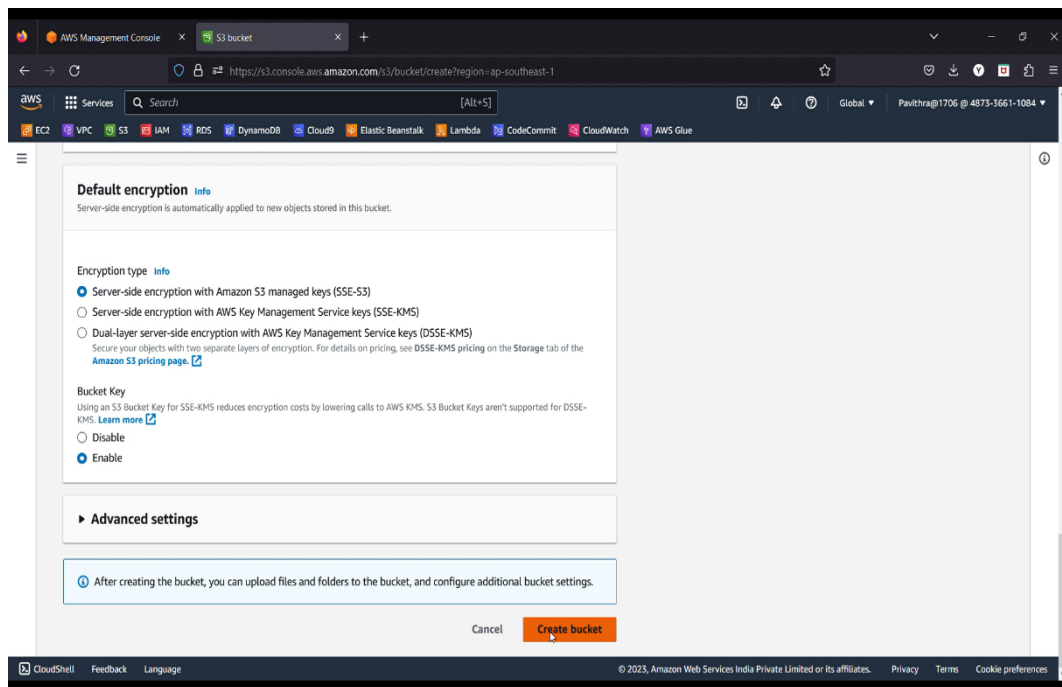 AWS Management Console
S3 bucket
https://s3.console.aws.amazon.com/s3/bucket/create?region=ap-southeast-1
aws
Services
Search
[Alt+S]
Global
Pavithra@1706 @ 4873-3661-1084
EC2
VPC
S3
IAM
RDS
DynamoDB
Cloud9
Elastic Beanstalk
Lambda
CodeCommit
CloudWatch
AWS Glue
Default encryption Info
Server-side encryption is automatically applied to new objects stored in this bucket.
Encryption type Info
Server-side encryption with Amazon S3 managed keys (SSE-S3)
Server-side encryption with AWS Key Management Service keys (SSE-KMS)
Dual-layer server-side encryption with AWS Key Management Service keys (DSSE-KMS)
Secure your objects with two separate layers of encryption. For details on pricing, see DSSE-KMS pricing on the Storage tab of the
Amazon S3 pricing page.
Bucket Key
Using an S3 Bucket Key for SSE-KMS reduces encryption costs by lowering calls to AWS KMS. S3 Bucket Keys aren't supported for DSSE-
KMS. Learn more
Disable
Enable
Advanced settings
After creating the bucket, you can upload files and folders to the bucket, and configure additional bucket settings.
Cancel
Create bucket
CloudShell
Feedback
Language
© 2023, Amazon Web Services India Private Limited or its affiliates.
Privacy
Terms
Cookie preferences